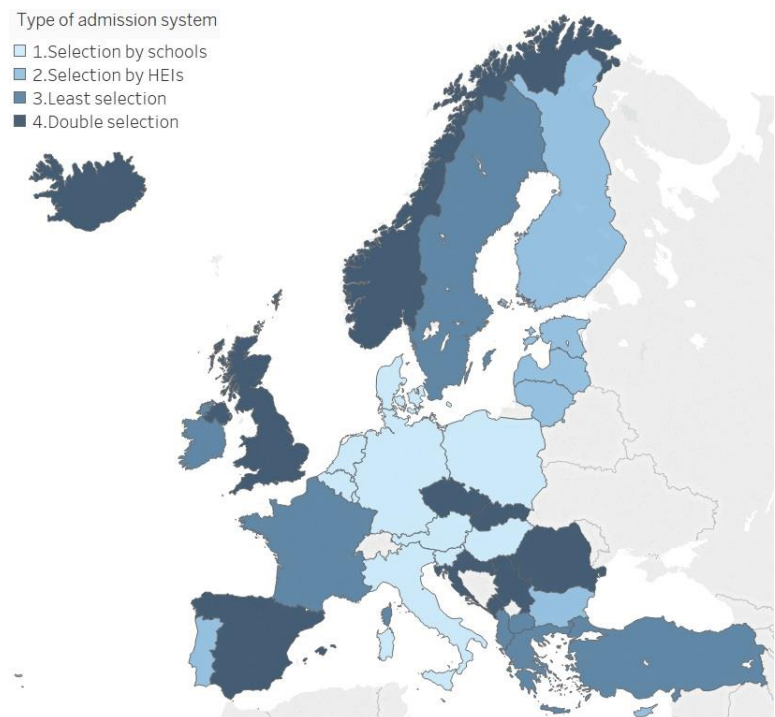 Type of admission system
1.Selection by schools
2.Selection by HEIs
3.Least selection
4.Double selection